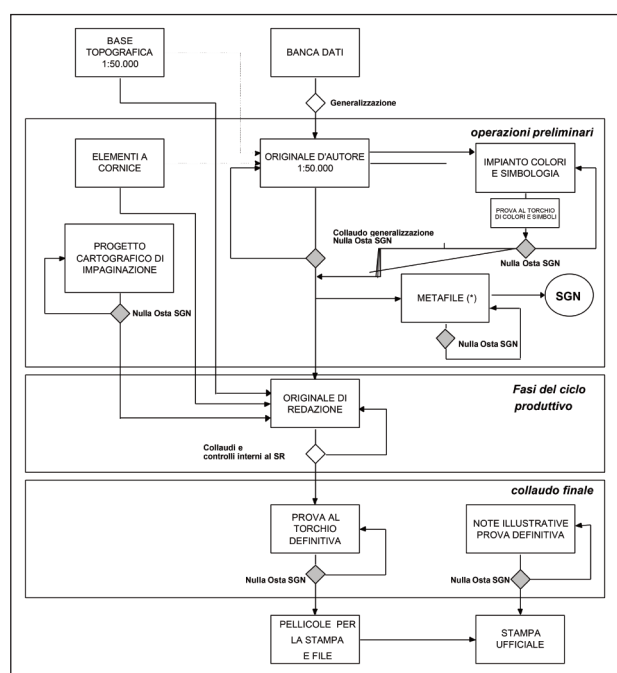 BASE
TOPOGRAFICA
1:50.000
BANCA DATI
Generalizzazione
operazioni preliminari
ELEMENTI A
CORNICE
ORIGINALE D'AUTORE
1:50.000
IMPIANTO COLORI
E SIMBOLOGIA
PROVA AL TORCHIO
DI COLORI E SIMBOLI
Collaudo generalizzazione
Nulla Osta SGN
Nulla Osta SGN
PROGETTO
CARTOGRAFICO DI
IMPAGINAZIONE
Nulla Osta SGN
METAFILE (*)
SGN
Nulla Osta SGN
Fasi del ciclo
produttivo
ORIGINALE DI
REDAZIONE
Collaudi e
controlli interni al SR
collaudo finale
PROVA AL
TORCHIO
DEFINITIVA
NOTE ILLUSTRATIVE
PROVA DEFINITIVA
Nulla Osta SGN
Nulla Osta SGN
PELLICOLE PER
LA STAMPA
E FILE
STAMPA
UFFICIALE